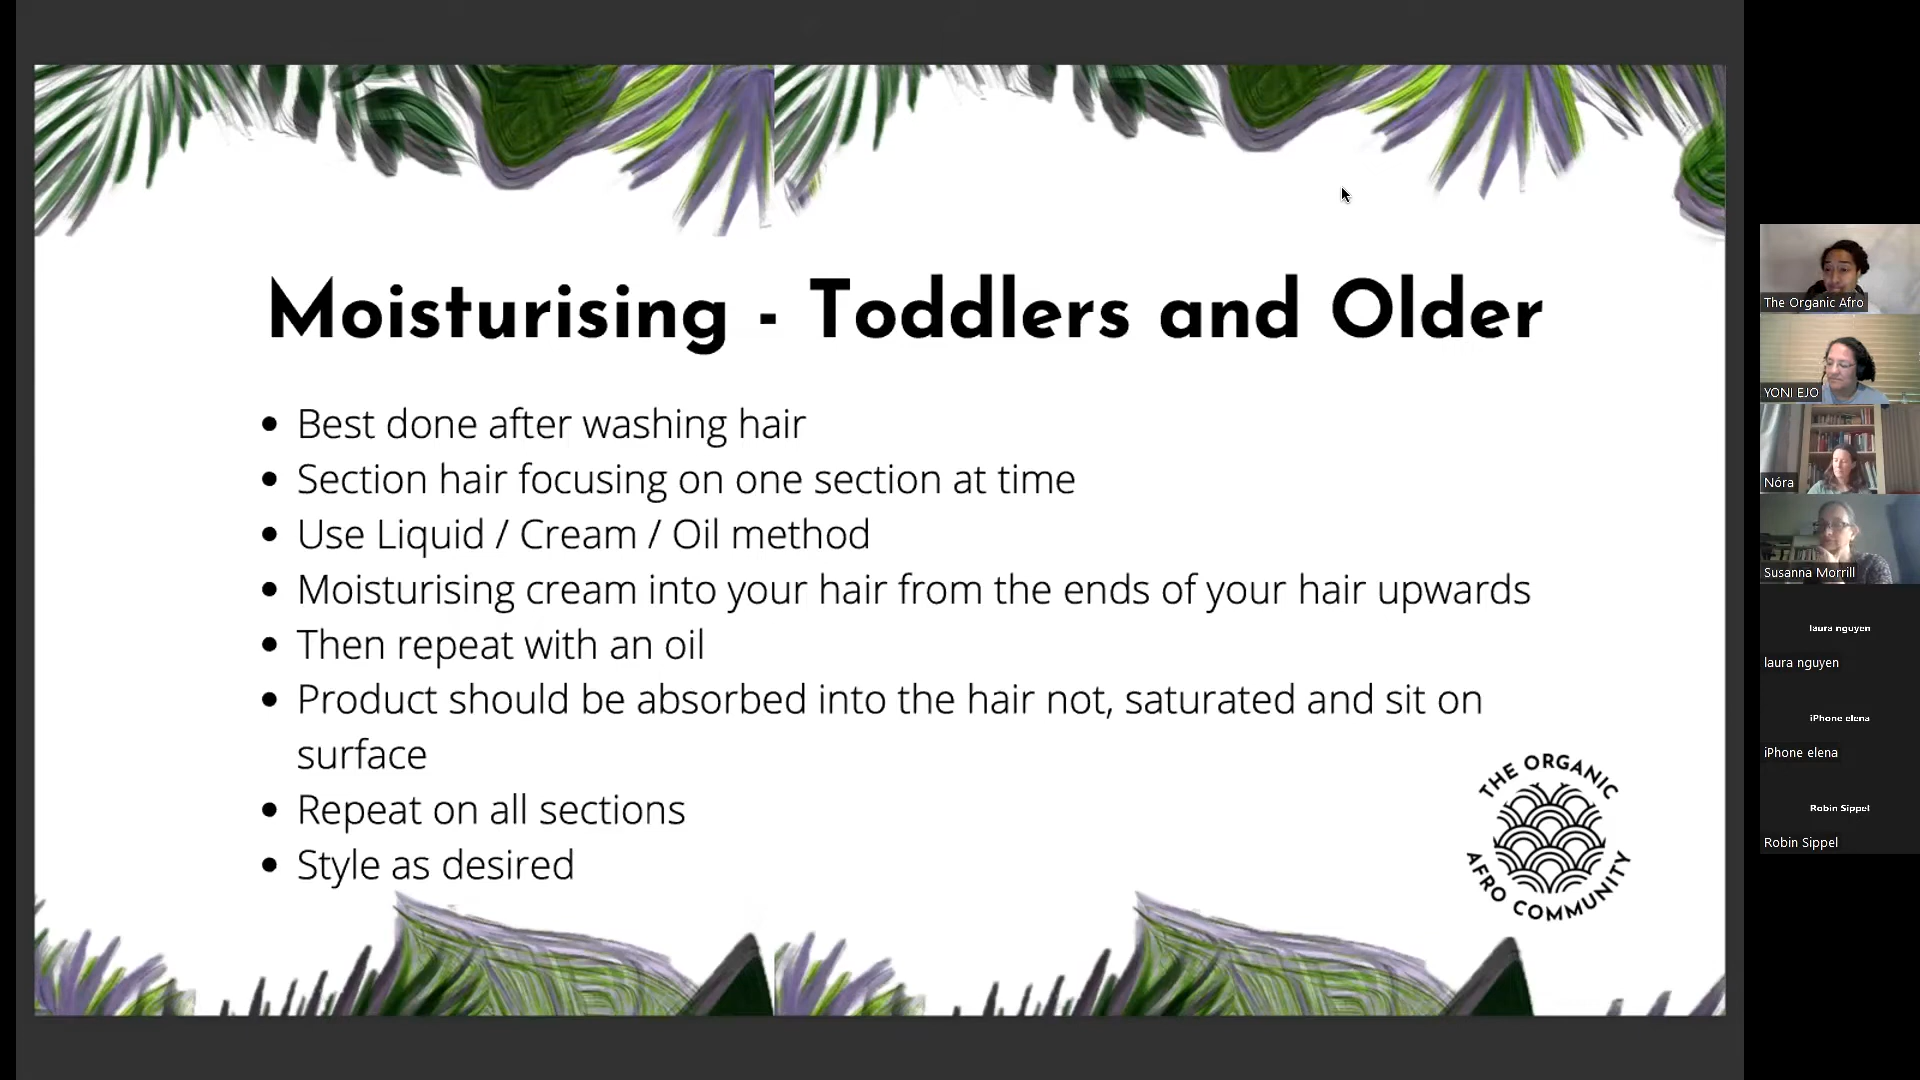 Moisturising - Toddlers and Older
Best done after washing hair
Section hair focusing on one section at time
Use Liquid / Cream / Oil method
Moisturising cream into your hair from the ends of your hair upwards
Then repeat with an oil
Product should be absorbed into the hair not, saturated and sit on
surface
Repeat on all sections
Style as desired
THE ORGANIC
AFRO COMMUNITY
The Organic Afro
YONI EJO
Nóra
Susanna Morrill
laura nguyen
laura nguyen
iPhone elena
iPhone elena
Robin Sippel
Robin Sippel